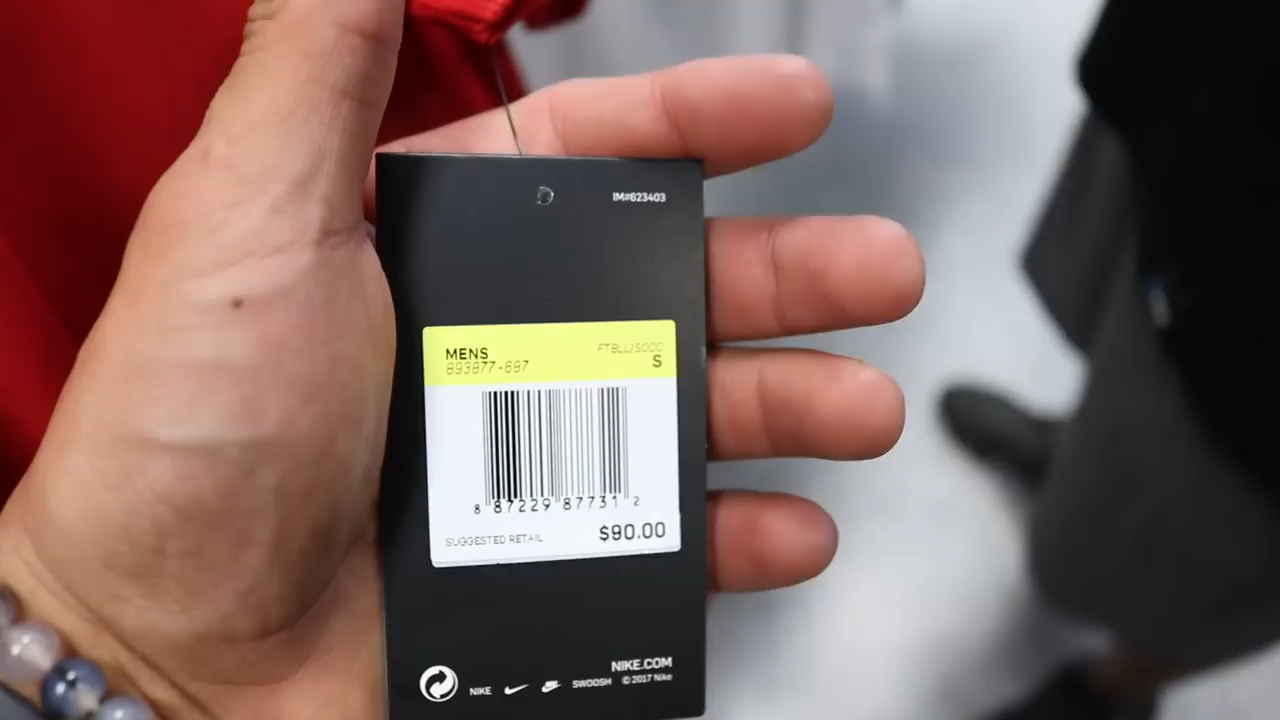 IM#623403
MENS
FTBLL/SOCC
893877-687
S
8 87229 87731 2
SUGGESTED RETAIL
$90.00
NIKE.COM
NIKE
SWOOSH
© 2017 Nike